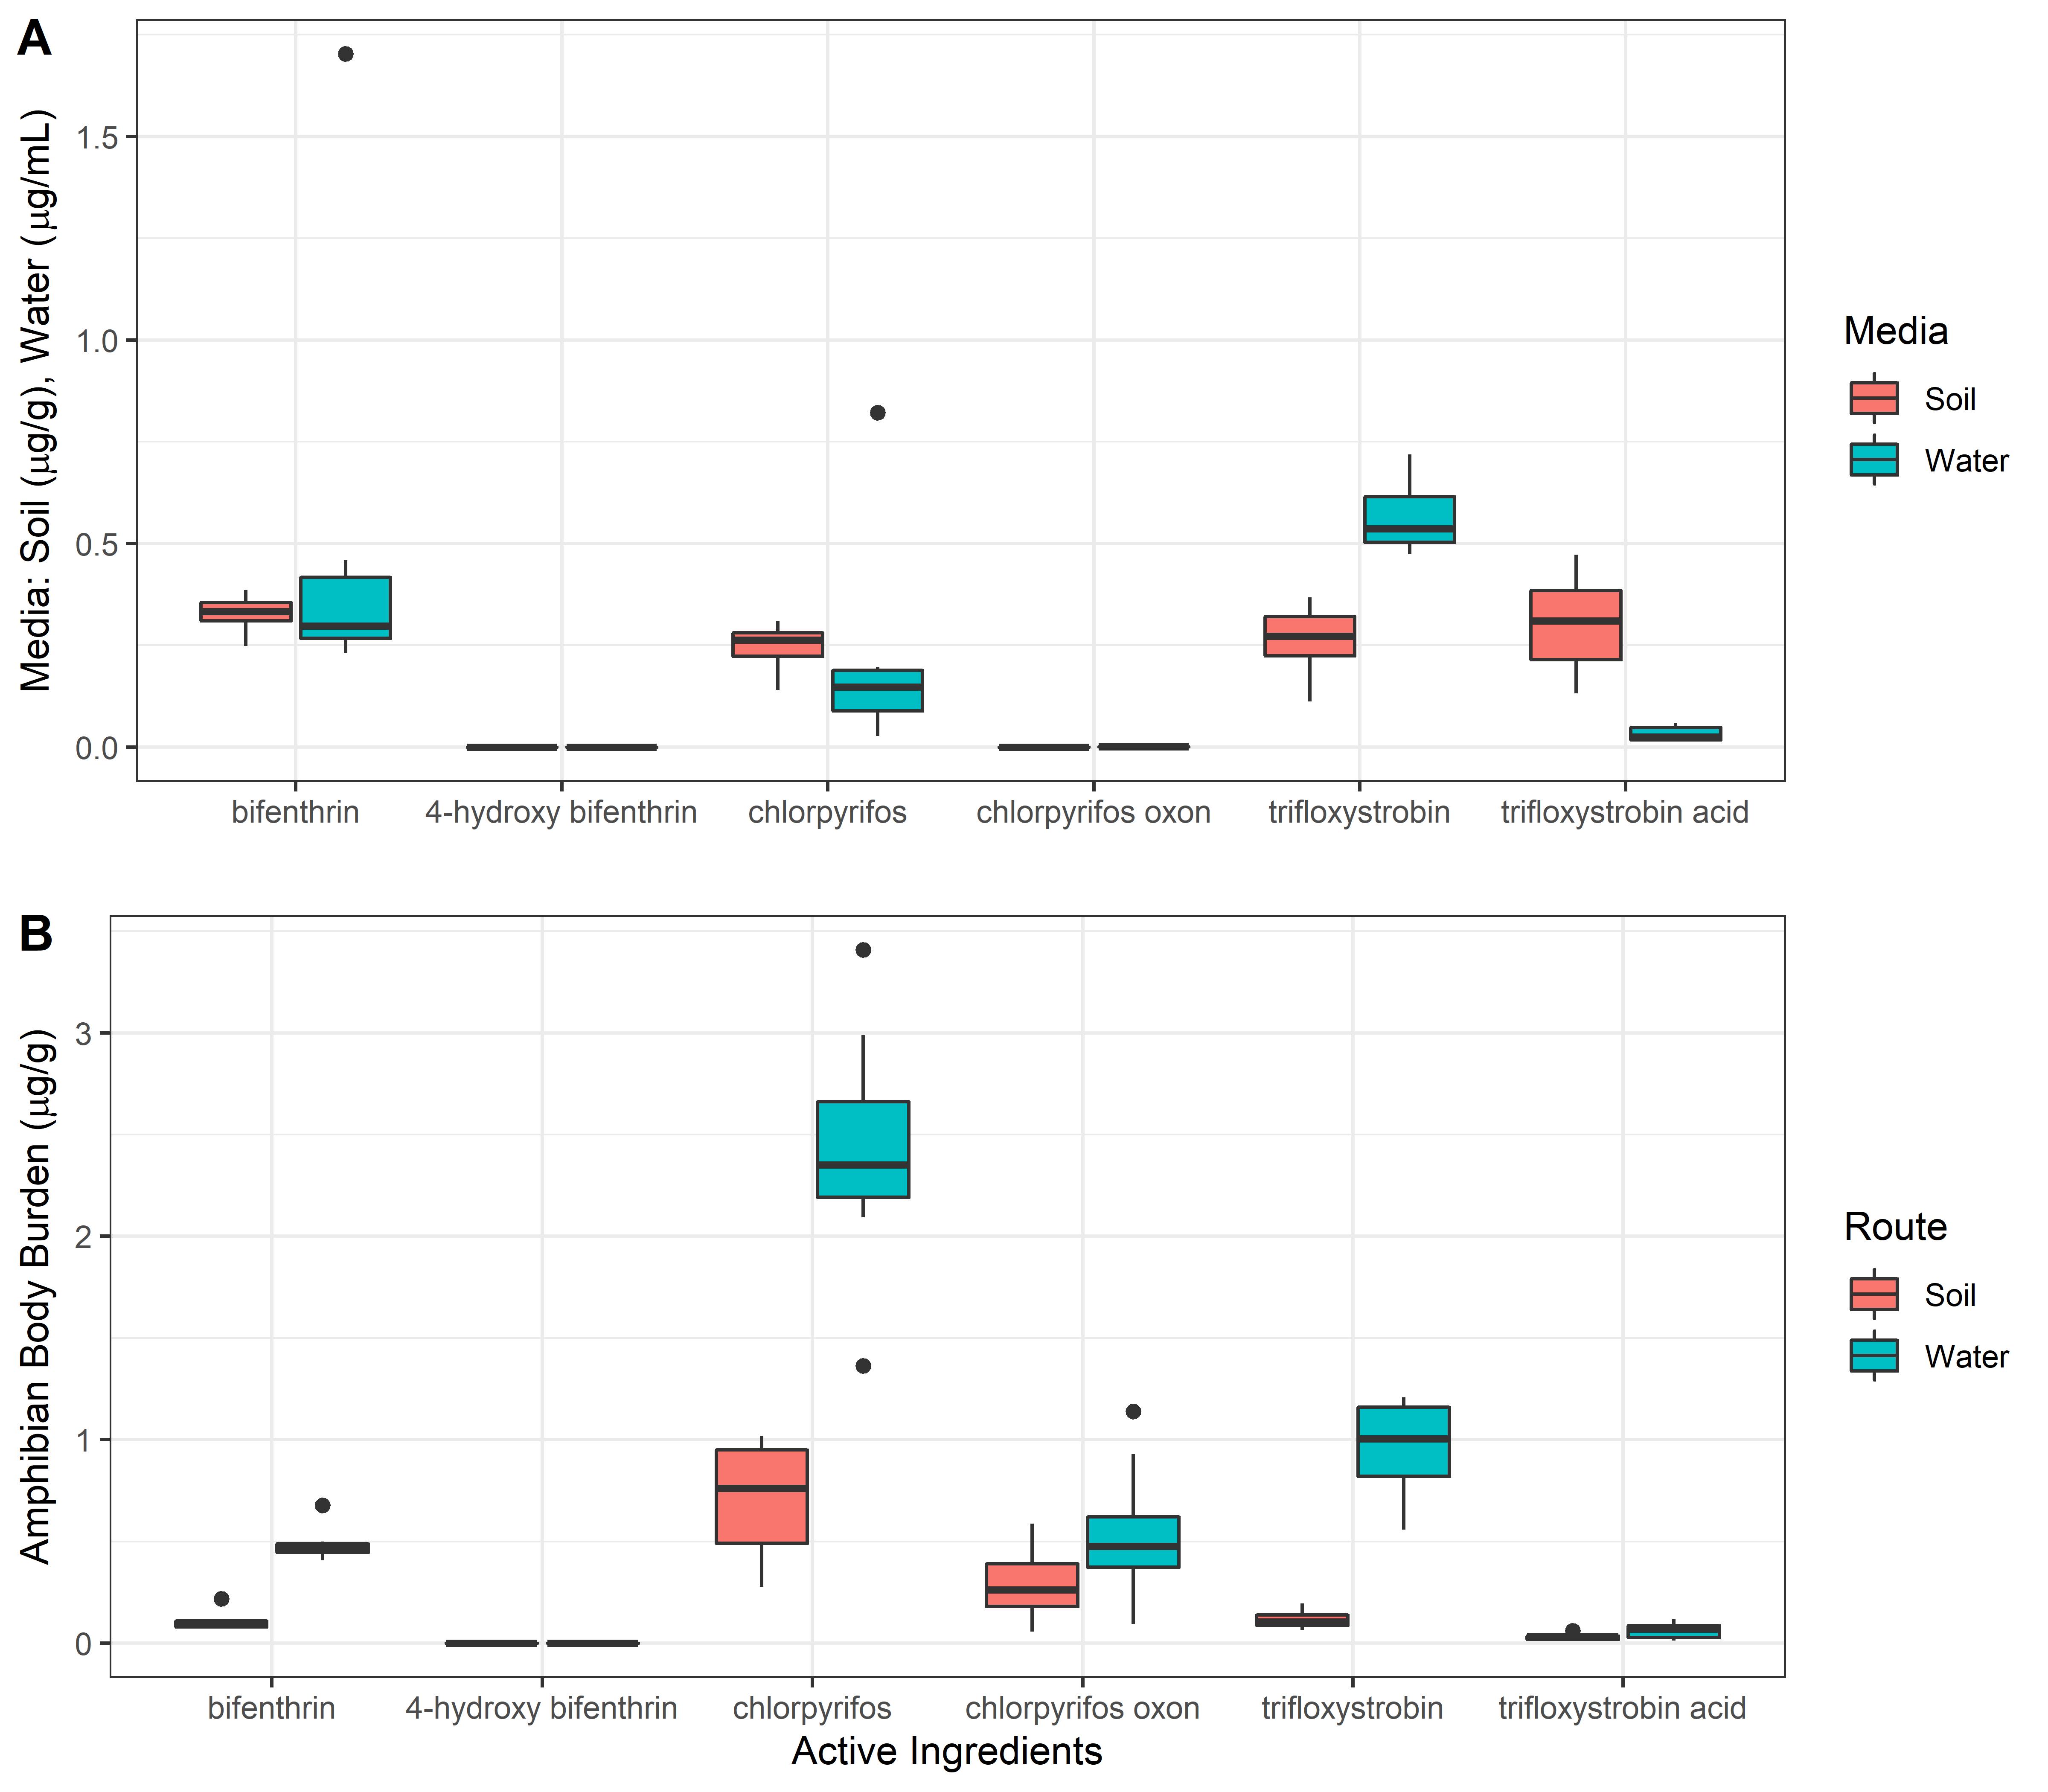 A
Media: Soil (μg/g), Water (μg/mL)
1.5
1.0
0.5
0.0
bifenthrin
4-hydroxy bifenthrin
chlorpyrifos
chlorpyrifos oxon
trifloxystrobin
trifloxystrobin acid
Media
Soil
Water
B
Amphibian Body Burden (μg/g)
3
2
1
0
bifenthrin
4-hydroxy bifenthrin
chlorpyrifos
chlorpyrifos oxon
trifloxystrobin
trifloxystrobin acid
Active Ingredients
Route
Soil
Water